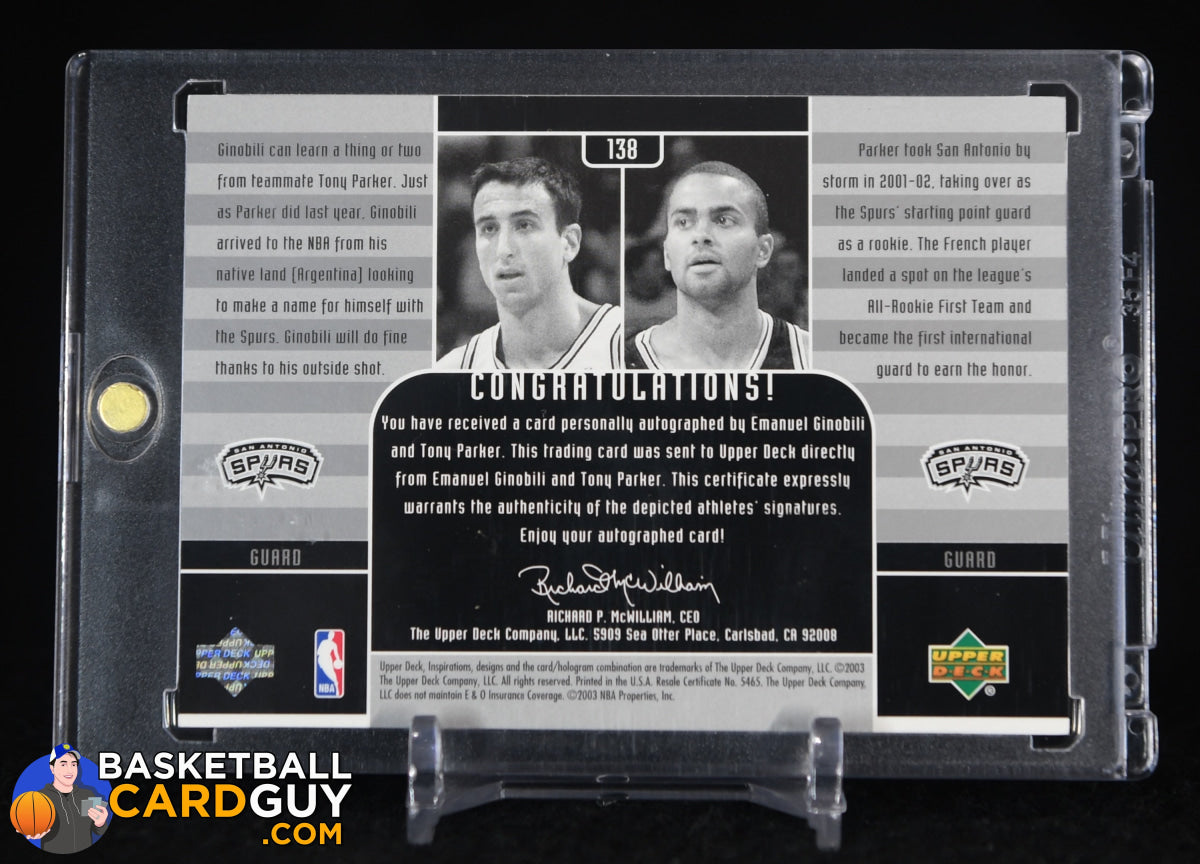 138
Ginobili can learn a thing or two
from teammate Tony Parker. Just
as Parker did last year, Ginobili
arrived to the NBA from his
native land (Argentina) looking
to make a name for himself with
the Spurs. Ginobili will do fine
thanks to his outside shot.
SAN ANTONIO
SPURS
GUARD
Parker took San Antonio by
storm in 2001-02, taking over as
the Spurs' starting point guard
as a rookie. The French player
landed a spot on the league's
All-Rookie First Team and
became the first international
guard to earn the honor.
SAN ANTONIO
SPURS
GUARD
CONGRATULATIONS!
You have received a card personally autographed by Emanuel Ginobili
and Tony Parker. This trading card was sent to Upper Deck directly
from Emanuel Ginobili and Tony Parker. This certificate expressly
warrants the authenticity of the depicted athletes' signatures.
Enjoy your autographed card!
Richard P. McWilliam
RICHARD P. McWILLIAM, CEO
The Upper Deck Company, LLC. 5909 Sea Otter Place, Carlsbad, CA 92008
Upper Deck, Inspirations, designs and the card/hologram combination are trademarks of The Upper Deck Company, LLC. ©2003
The Upper Deck Company, LLC. All rights reserved. Printed in the U.S.A. Resale Certificate No. 5465. The Upper Deck Company,
LLC does not maintain E & O Insurance Coverage. ©2003 NBA Properties, Inc.
UPPER DECK
NBA
UPPER
DECK
®
35pt
BASKETBALL
CARDGUY
.COM